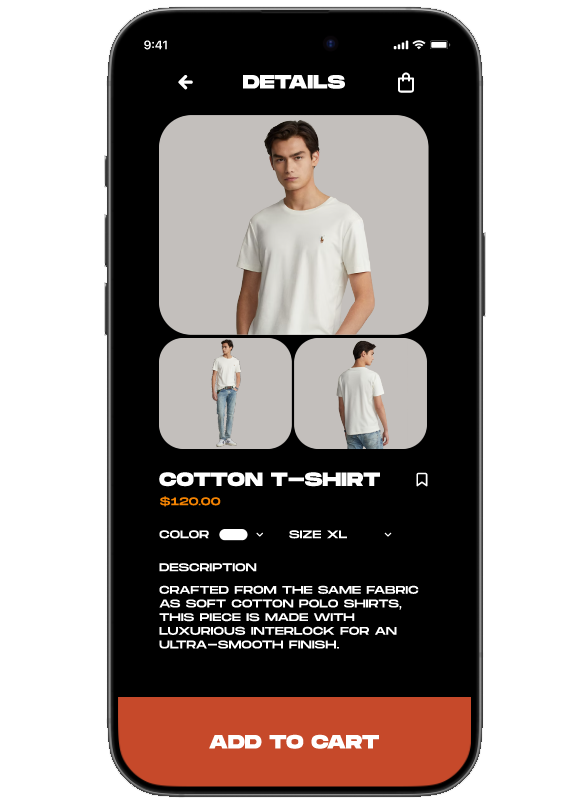 9:41
DETAILS
COTTON T-SHIRT
$120.00
COLOR
SIZE XL
DESCRIPTION
CRAFTED FROM THE SAME FABRIC
AS SOFT COTTON POLO SHIRTS,
THIS PIECE IS MADE WITH
LUXURIOUS INTERLOCK FOR AN
ULTRA-SMOOTH FINISH.
ADD TO CART